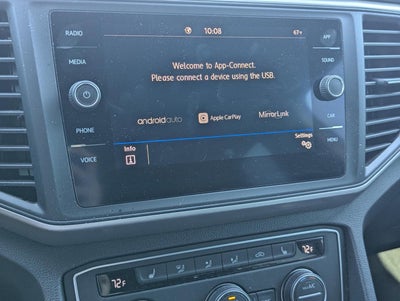 RADIO
MEDIA
PHONE
VOICE
10:08
67°F
Welcome to App-Connect.
Please connect a device using the USB.
androidauto
Apple CarPlay
MirrorLink
Info
Settings
APP
SOUND
CAR
MENU
72°F
72°F
A/C